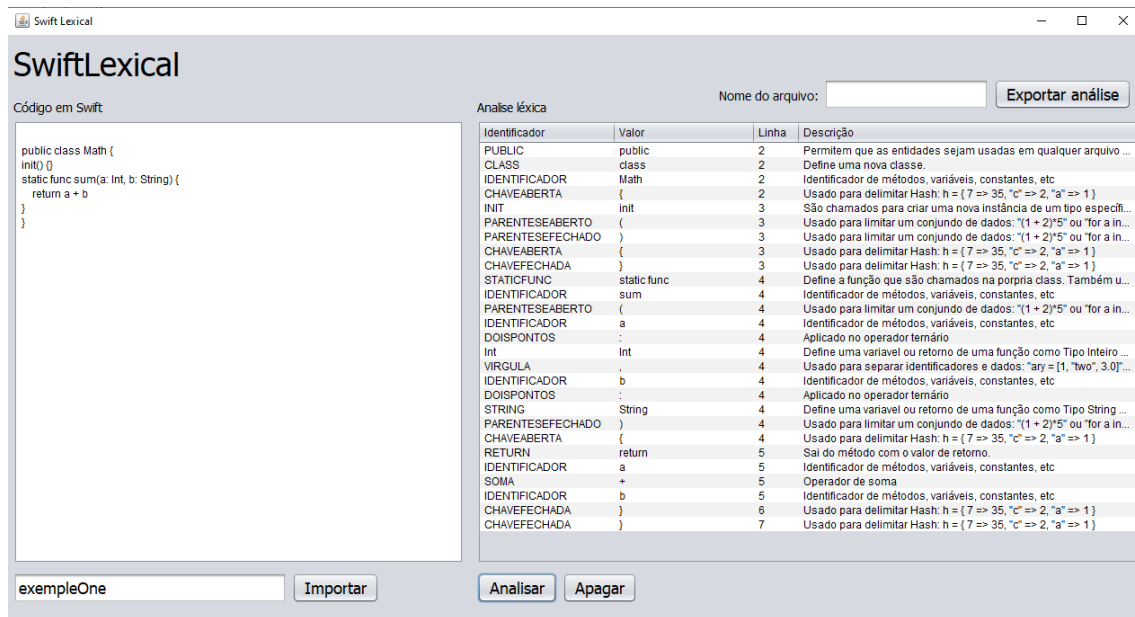 Swift Lexical
SwiftLexical
Nome do arquivo: Exportar análise
Código em Swift
Analise léxica
public class Math {
init() {}
static func sum(a: Int, b: String) {
return a + b
}
}
Identificador Valor Linha Descrição
PUBLIC public 2 Permitem que as entidades sejam usadas em qualquer arquivo ...
CLASS class 2 Define uma nova classe.
IDENTIFICADOR Math 2 Identificador de métodos, variáveis, constantes, etc
CHAVEABERTA { 2 Usado para delimitar Hash: h = { 7 => 35, "c" => 2, "a" => 1 }
INIT init 3 São chamados para criar uma nova instância de um tipo específi...
PARENTESEABERTO ( 3 Usado para limitar um conjunto de dados: "(1 + 2)*5" ou "for a in...
PARENTESEFECHADO ) 3 Usado para limitar um conjunto de dados: "(1 + 2)*5" ou "for a in...
CHAVEABERTA { 3 Usado para delimitar Hash: h = { 7 => 35, "c" => 2, "a" => 1 }
CHAVEFECHADA } 3 Usado para delimitar Hash: h = { 7 => 35, "c" => 2, "a" => 1 }
STATICFUNC static func 4 Define a função que são chamados na porpria class. Também u...
IDENTIFICADOR sum 4 Identificador de métodos, variáveis, constantes, etc
PARENTESEABERTO ( 4 Usado para limitar um conjunto de dados: "(1 + 2)*5" ou "for a in...
IDENTIFICADOR a 4 Identificador de métodos, variáveis, constantes, etc
DOISPONTOS : 4 Aplicado no operador ternário
Int Int 4 Define uma variavel ou retorno de uma função como Tipo Inteiro ...
VIRGULA , 4 Usado para separar identificadores e dados: "ary = [1, "two", 3.0]"...
IDENTIFICADOR b 4 Identificador de métodos, variáveis, constantes, etc
DOISPONTOS : 4 Aplicado no operador ternário
STRING String 4 Define uma variavel ou retorno de uma função como Tipo String ...
PARENTESEFECHADO ) 4 Usado para limitar um conjunto de dados: "(1 + 2)*5" ou "for a in...
CHAVEABERTA { 4 Usado para delimitar Hash: h = { 7 => 35, "c" => 2, "a" => 1 }
RETURN return 5 Sai do método com o valor de retorno.
IDENTIFICADOR a 5 Identificador de métodos, variáveis, constantes, etc
SOMA + 5 Operador de soma
IDENTIFICADOR b 5 Identificador de métodos, variáveis, constantes, etc
CHAVEFECHADA } 6 Usado para delimitar Hash: h = { 7 => 35, "c" => 2, "a" => 1 }
CHAVEFECHADA } 7 Usado para delimitar Hash: h = { 7 => 35, "c" => 2, "a" => 1 }
exempleOne Importar Analisar Apagar